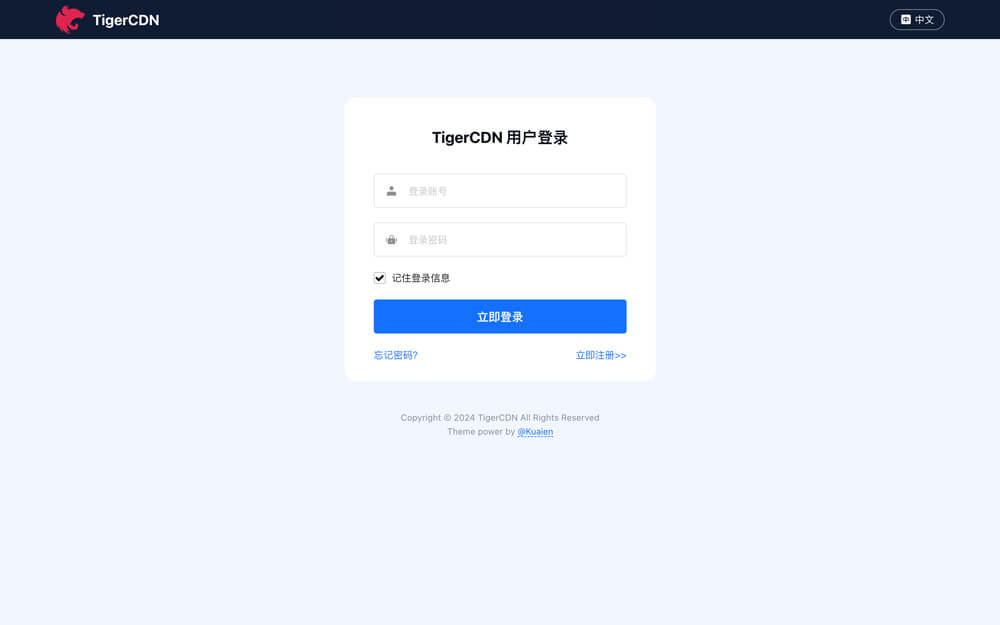 TigerCDN
中文
TigerCDN 用户登录
登录账号
登录密码
记住登录信息
立即登录
忘记密码?
立即注册>>
Copyright © 2024 TigerCDN All Rights Reserved
Theme power by @Kuaien